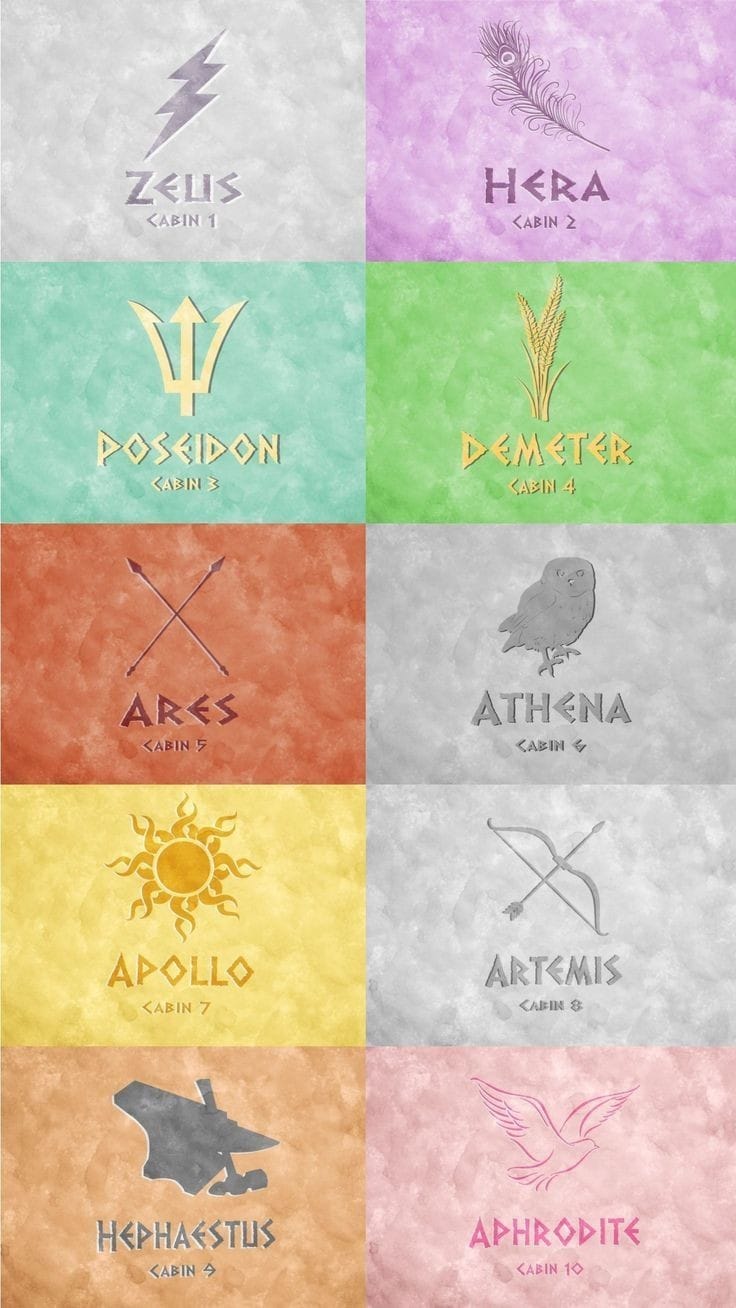 Zeus
Cabin 1
Hera
Cabin 2
Poseidon
Cabin 3
Demeter
Cabin 4
Ares
Cabin 5
Athena
Cabin 6
Apollo
Cabin 7
Artemis
Cabin 8
Hephaestus
Cabin 9
Aphrodite
Cabin 10